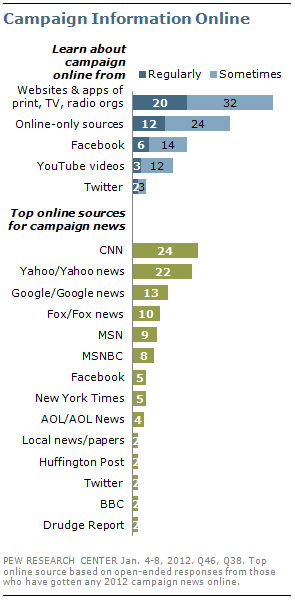 Campaign Information Online
Learn about
campaign
online from
Regularly Sometimes
Websites & apps of
print, TV, radio orgs 20 32
Online-only sources 12 24
Facebook 6 14
YouTube videos 3 12
Twitter 2 3
Top online sources
for campaign news
CNN 24
Yahoo/Yahoo news 22
Google/Google news 13
Fox/Fox news 10
MSN 9
MSNBC 8
Facebook 5
New York Times 5
AOL/AOL News 4
Local news/papers 2
Huffington Post 2
Twitter 2
BBC 2
Drudge Report 2
PEW RESEARCH CENTER Jan. 4-8, 2012. Q46, Q38. Top
online source based on open-ended responses from those
who have gotten any 2012 campaign news online.